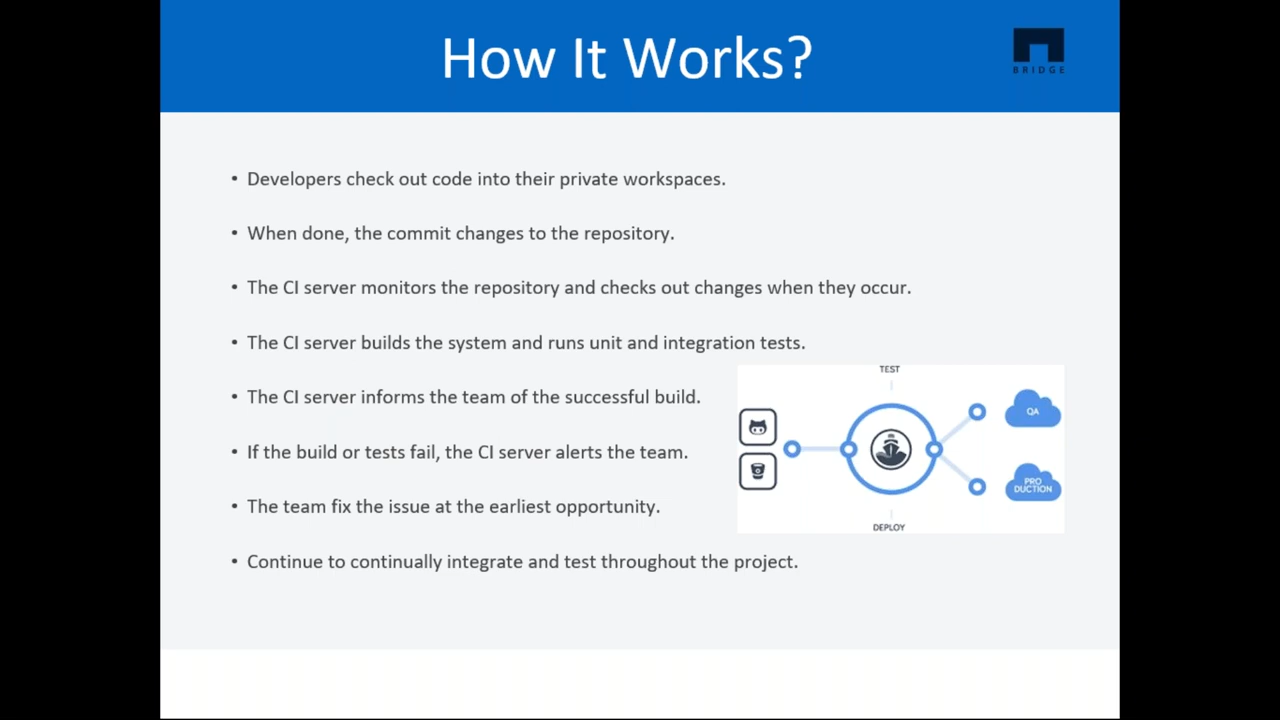 How It Works?
BRIDGE
• Developers check out code into their private workspaces.
• When done, the commit changes to the repository.
• The CI server monitors the repository and checks out changes when they occur.
• The CI server builds the system and runs unit and integration tests.
• The CI server informs the team of the successful build.
• If the build or tests fail, the CI server alerts the team.
• The team fix the issue at the earliest opportunity.
• Continue to continually integrate and test throughout the project.
TEST
QA
PRO
DUCTION
DEPLOY